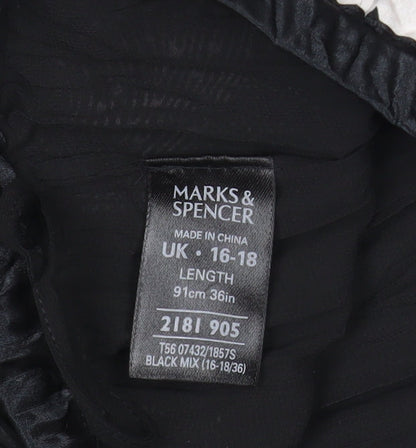 MARKS &
SPENCER
MADE IN CHINA
UK • 16-18
LENGTH
91cm 36in
2181 905
T56 07432/1857S
BLACK MIX (16-18/36)